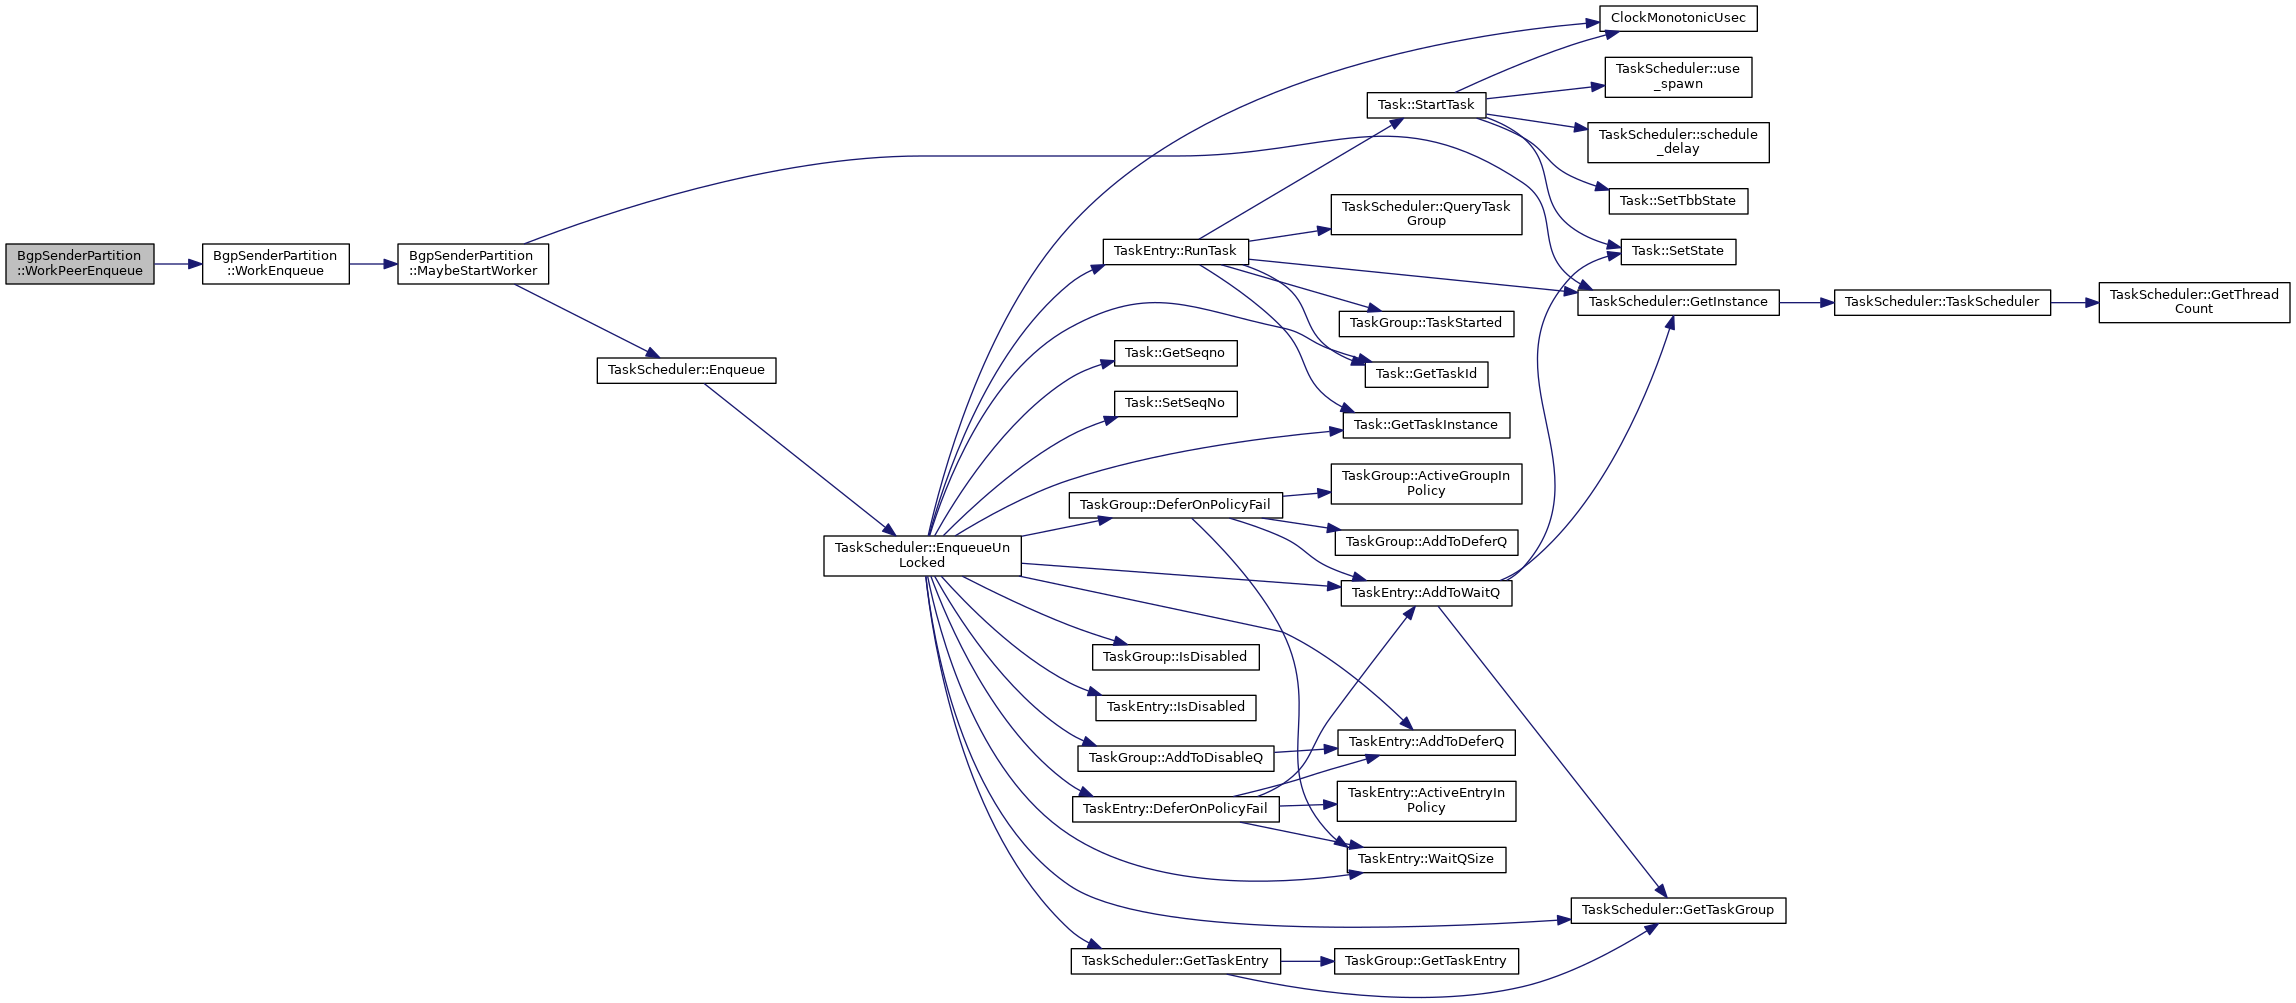 BgpSenderPartition
::WorkPeerEnqueue
BgpSenderPartition
::WorkEnqueue
BgpSenderPartition
::MaybeStartWorker
TaskScheduler::Enqueue
TaskScheduler::EnqueueUn
Locked
TaskEntry::RunTask
Task::GetSeqno
Task::SetSeqNo
TaskGroup::DeferOnPolicyFail
TaskGroup::IsDisabled
TaskEntry::IsDisabled
TaskGroup::AddToDisableQ
TaskEntry::DeferOnPolicyFail
TaskScheduler::GetTaskEntry
Task::StartTask
TaskScheduler::QueryTask
Group
TaskGroup::TaskStarted
Task::GetTaskId
Task::GetTaskInstance
TaskGroup::ActiveGroupIn
Policy
TaskGroup::AddToDeferQ
TaskEntry::AddToWaitQ
TaskEntry::AddToDeferQ
TaskEntry::ActiveEntryIn
Policy
TaskEntry::WaitQSize
TaskGroup::GetTaskEntry
ClockMonotonicUsec
TaskScheduler::use
_spawn
TaskScheduler::schedule
_delay
Task::SetTbbState
Task::SetState
TaskScheduler::GetInstance
TaskScheduler::GetTaskGroup
TaskScheduler::TaskScheduler
TaskScheduler::GetThread
Count